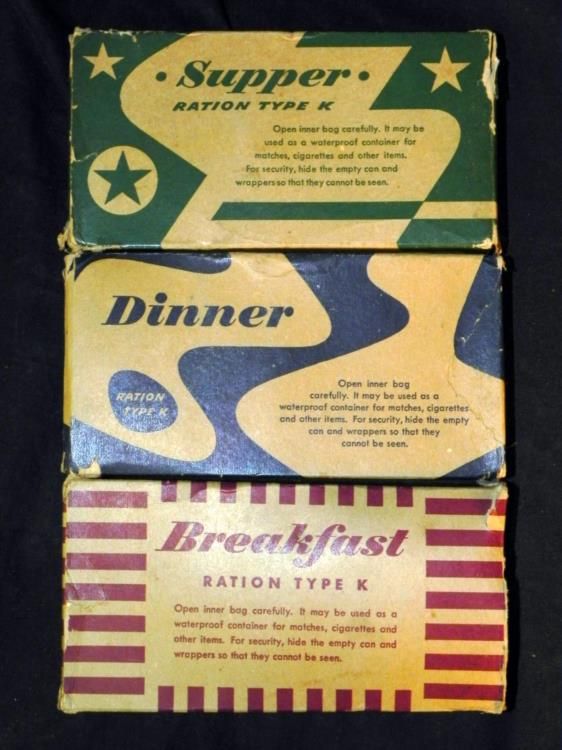 • Supper •
RATION TYPE K
Open inner bag carefully. It may be
used as a waterproof container for
matches, cigarettes and other items.
For security, hide the empty can and
wrappers so that they cannot be seen.
Dinner
RATION
TYPE K
Open inner bag
carefully. It may be used as a
waterproof container for matches, cigarettes
and other items. For security, hide the empty
can and wrappers so that they
cannot be seen.
Breakfast
RATION TYPE K
Open inner bag carefully. It may be used as a
waterproof container for matches, cigarettes and
other items. For security, hide the empty can and
wrappers so that they cannot be seen.